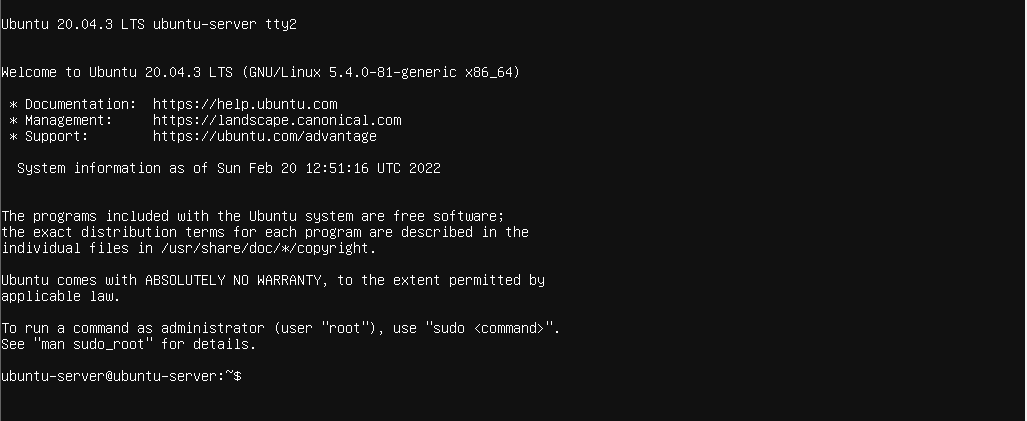 Ubuntu 20.04.3 LTS ubuntu-server tty2
Welcome to Ubuntu 20.04.3 LTS (GNU/Linux 5.4.0-81-generic x86_64)
* Documentation: https://help.ubuntu.com
* Management: https://landscape.canonical.com
* Support: https://ubuntu.com/advantage
System information as of Sun Feb 20 12:51:16 UTC 2022
The programs included with the Ubuntu system are free software;
the exact distribution terms for each program are described in the
individual files in /usr/share/doc/*/copyright.
Ubuntu comes with ABSOLUTELY NO WARRANTY, to the extent permitted by
applicable law.
To run a command as administrator (user "root"), use "sudo <command>".
See "man sudo_root" for details.
ubuntu-server@ubuntu-server:~$